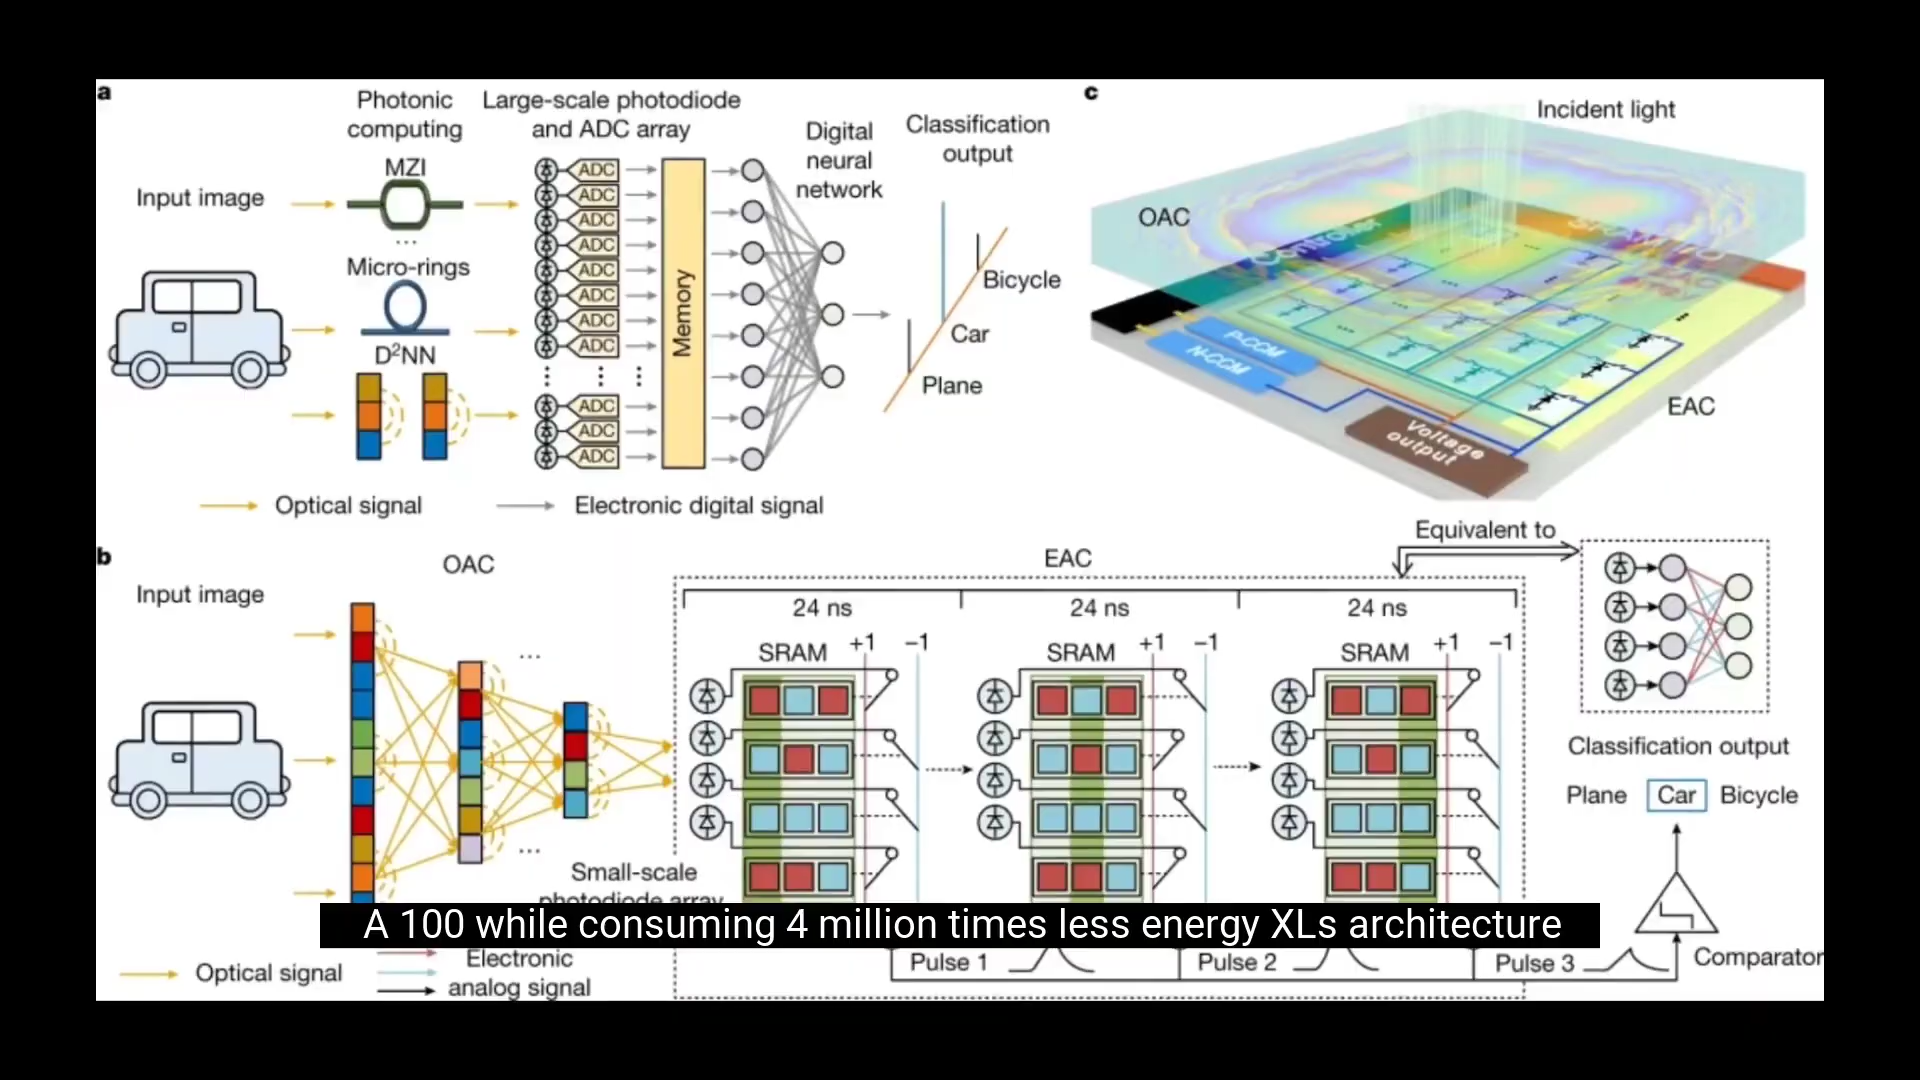 a
Photonic
computing
Large-scale photodiode
and ADC array
Digital
neural
network
Classification
output
Input image
MZI
...
Micro-rings
D²NN
ADC
ADC
ADC
ADC
ADC
ADC
ADC
ADC
ADC
ADC
ADC
Memory
Bicycle
Car
Plane
Optical signal
Electronic digital signal
c
Incident light
OAC
Controller
P-CCM
N-CCM
Voltage
output
EAC
b
Input image
OAC
...
...
Small-scale
photodiode array
EAC
24 ns
24 ns
24 ns
SRAM
+1
−1
SRAM
+1
−1
SRAM
+1
−1
Equivalent to
Classification output
Plane
Car
Bicycle
Comparator
A 100 while consuming 4 million times less energy XLs architecture
Optical signal
Electronic
analog signal
Pulse 1
Pulse 2
Pulse 3